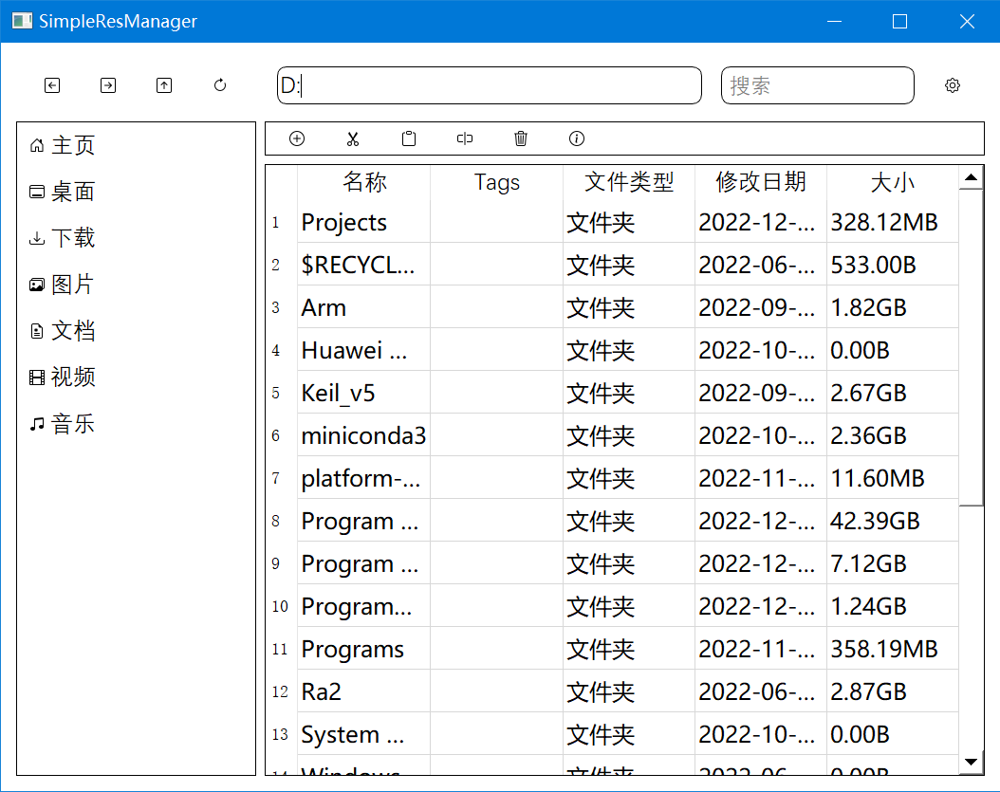 SimpleResManager
D:
搜索
主页
桌面
下载
图片
文档
视频
音乐
名称 Tags 文件类型 修改日期 大小
1 Projects 文件夹 2022-12-... 328.12MB
2 $RECYCL... 文件夹 2022-06-... 533.00B
3 Arm 文件夹 2022-09-... 1.82GB
4 Huawei ... 文件夹 2022-10-... 0.00B
5 Keil_v5 文件夹 2022-09-... 2.67GB
6 miniconda3 文件夹 2022-10-... 2.36GB
7 platform-... 文件夹 2022-11-... 11.60MB
8 Program ... 文件夹 2022-12-... 42.39GB
9 Program ... 文件夹 2022-12-... 7.12GB
10 Program... 文件夹 2022-12-... 1.24GB
11 Programs 文件夹 2022-11-... 358.19MB
12 Ra2 文件夹 2022-06-... 2.87GB
13 System ... 文件夹 2022-10-... 0.00B
14 Windows 文件夹 2022-06-... 0.00B